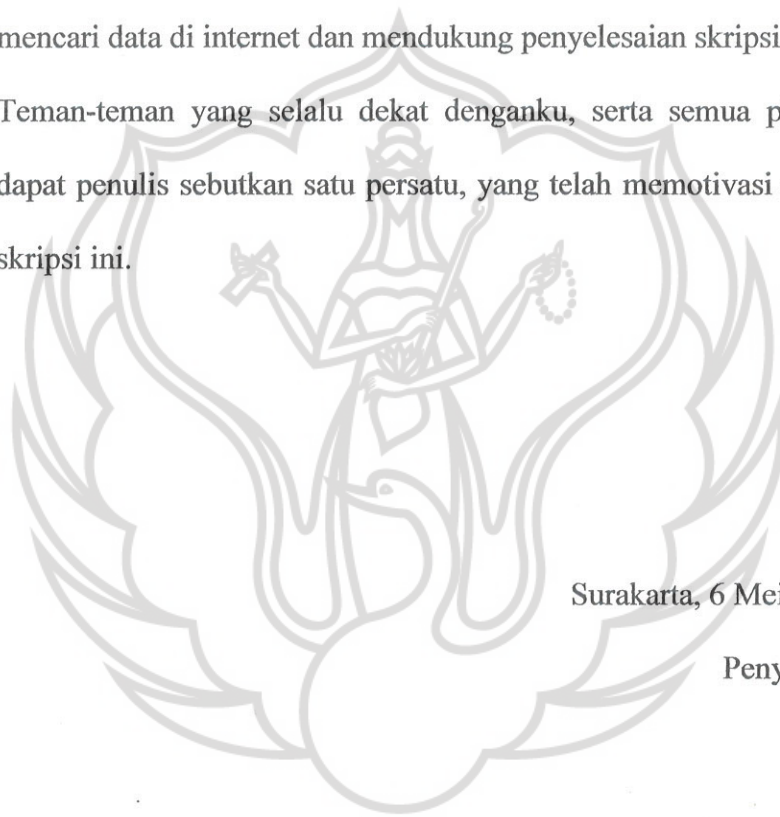 mencari data di internet dan mendukung penyelesaian skripsi
Teman-teman yang selalu dekat denganku, serta semua p
dapat penulis sebutkan satu persatu, yang telah memotivasi
skripsi ini.
Surakarta, 6 Mei
Peny